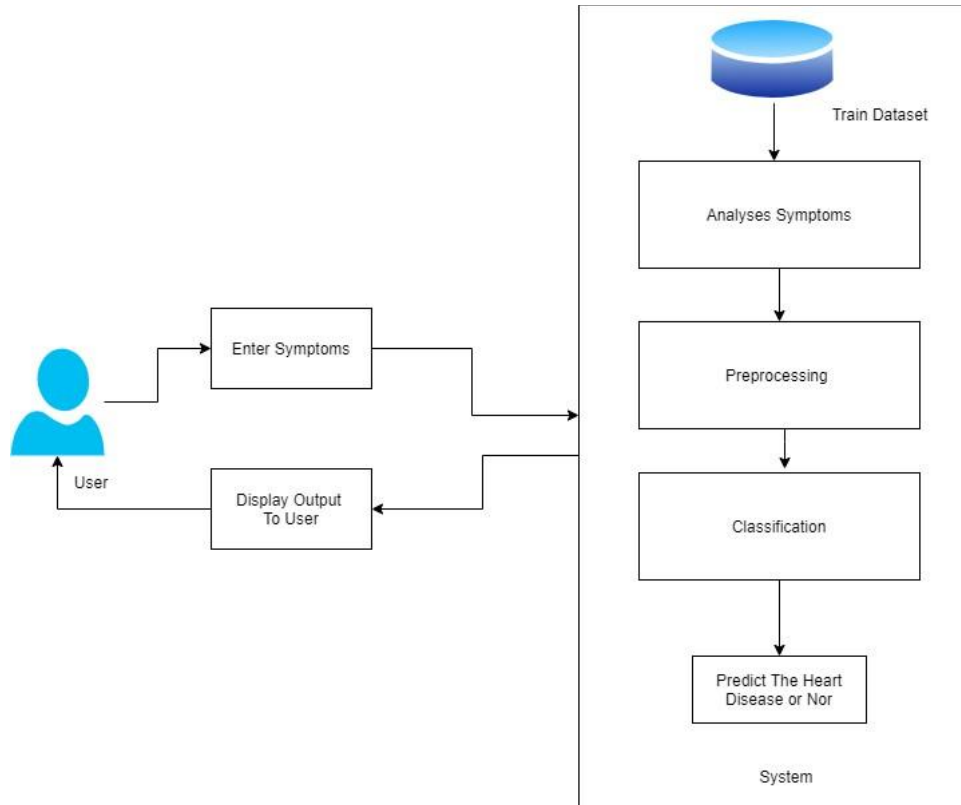 Train Dataset
Analyses Symptoms
Enter Symptoms
Preprocessing
User
Display Output
To User
Classification
Predict The Heart
Disease or Nor
System